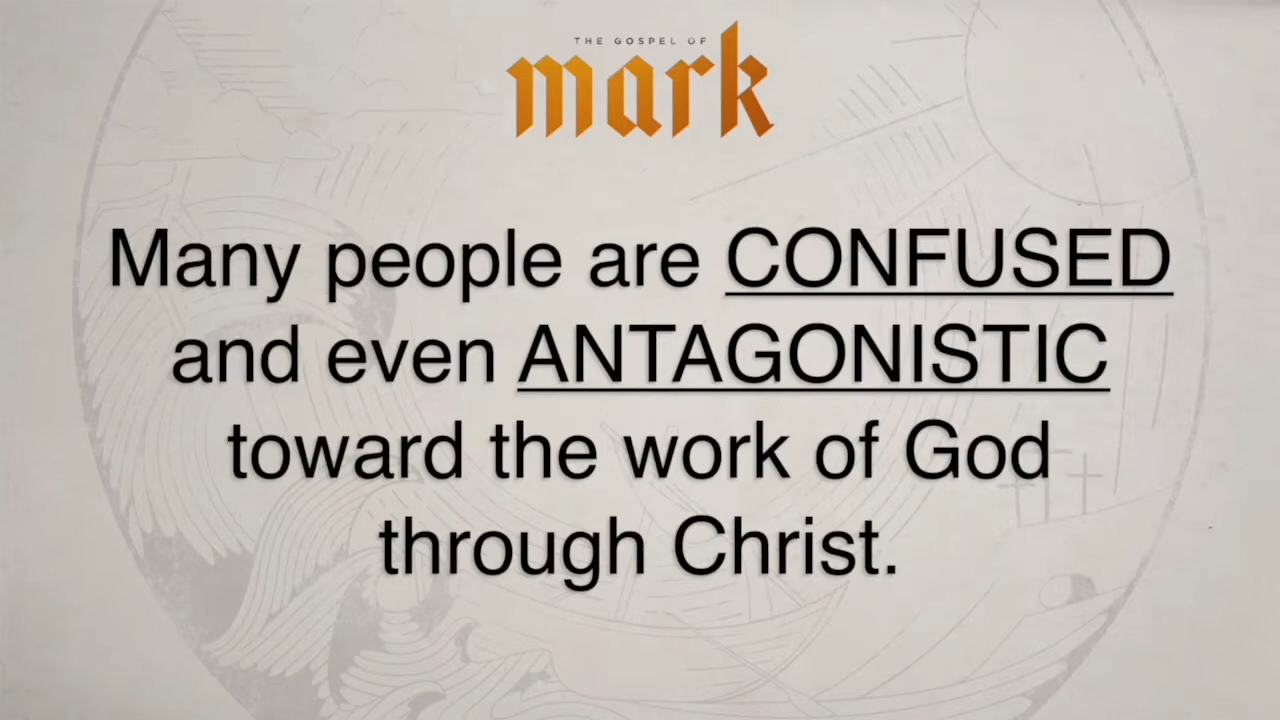 THE GOSPEL OF
mark
Many people are CONFUSED
and even ANTAGONISTIC
toward the work of God
through Christ.